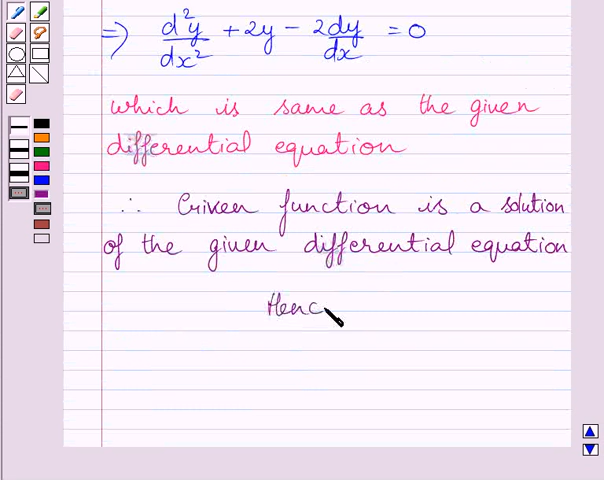 ⇒ d²y/dx² + 2y − 2dy/dx = 0
which is same as the given
differential equation
∴ Given function is a solution
of the given differential equation
Henc